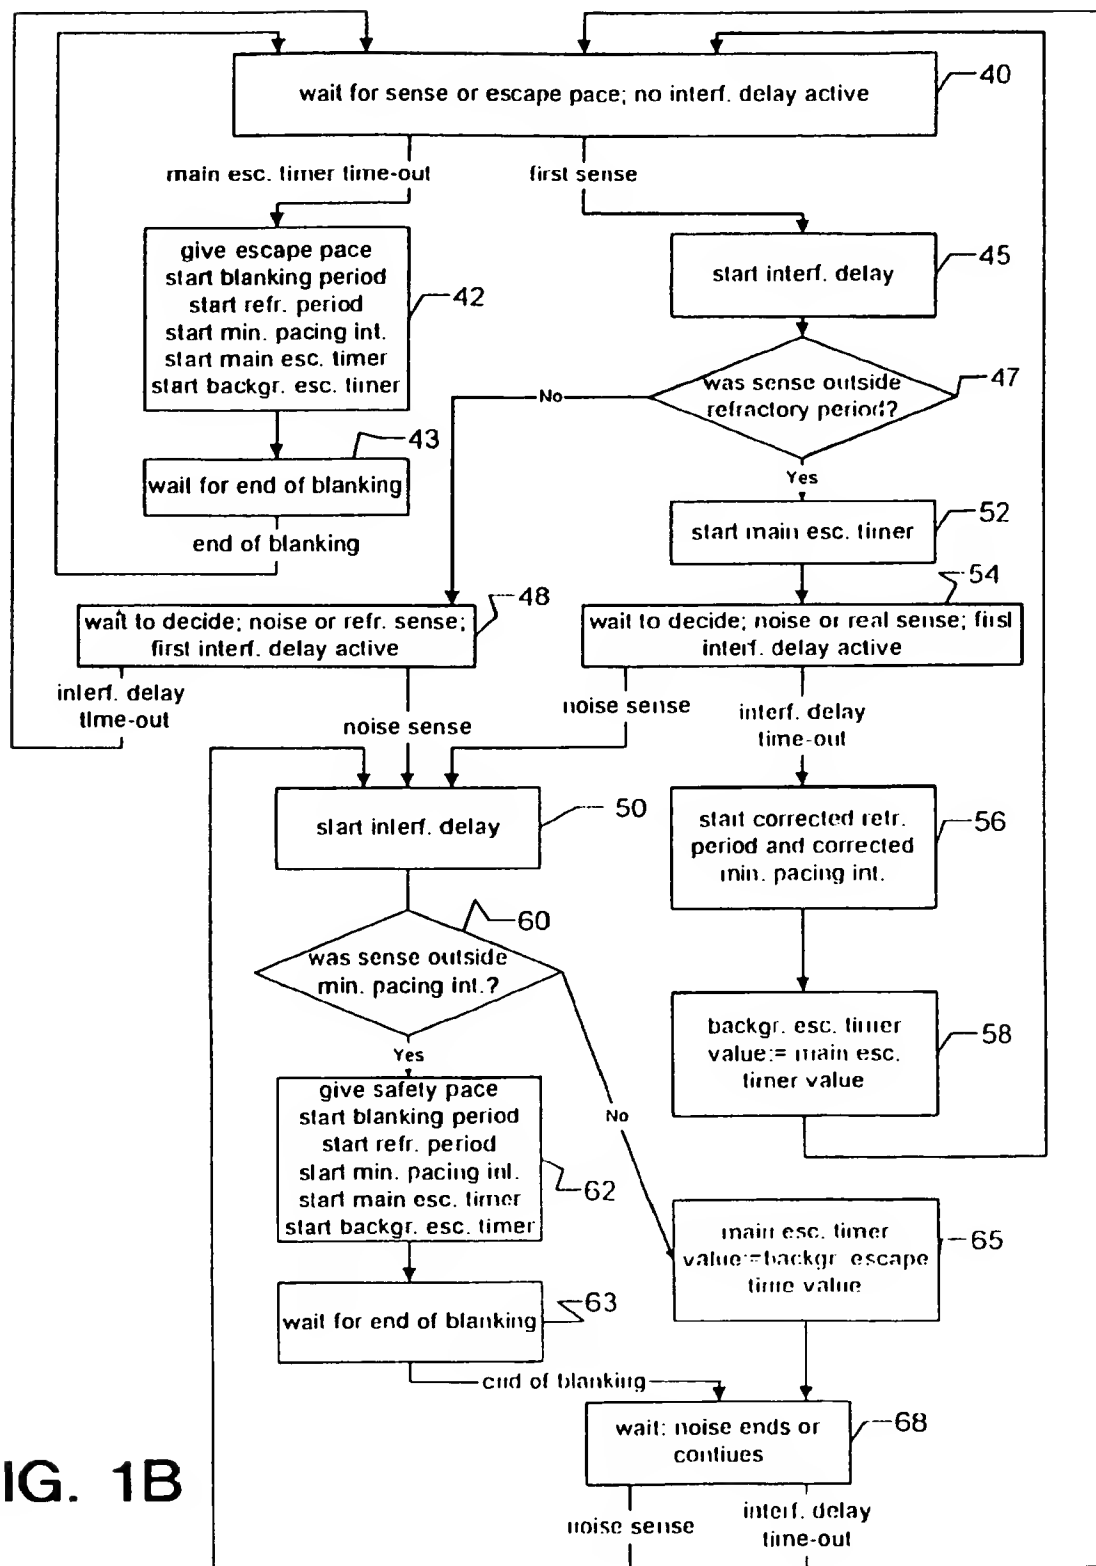 wait for sense or escape pace; no interf. delay active
40
main esc. timer time-out
first sense
give escape pace
start blanking period
start refr. period
start min. pacing int.
start main esc. timer
start backgr. esc. timer
42
start interf. delay
45
was sense outside
refractory period?
47
No
Yes
43
wait for end of blanking
end of blanking
start main esc. timer
52
54
wait to decide; noise or refr. sense;
first interf. delay active
48
wait to decide; noise or real sense; first
interf. delay active
interf. delay
time-out
noise sense
noise sense
interf. delay
time-out
start interf. delay
50
start corrected refr.
period and corrected
min. pacing int.
56
60
was sense outside
min. pacing int.?
Yes
No
backgr. esc. timer
value:= main esc.
timer value
58
give safety pace
start blanking period
start refr. period
start min. pacing int.
start main esc. timer
start backgr. esc. timer
62
main esc. timer
value:=backgr. escape
time value
65
wait for end of blanking
63
end of blanking
wait: noise ends or
contiues
68
noise sense
interf. delay
time-out
IG. 1B